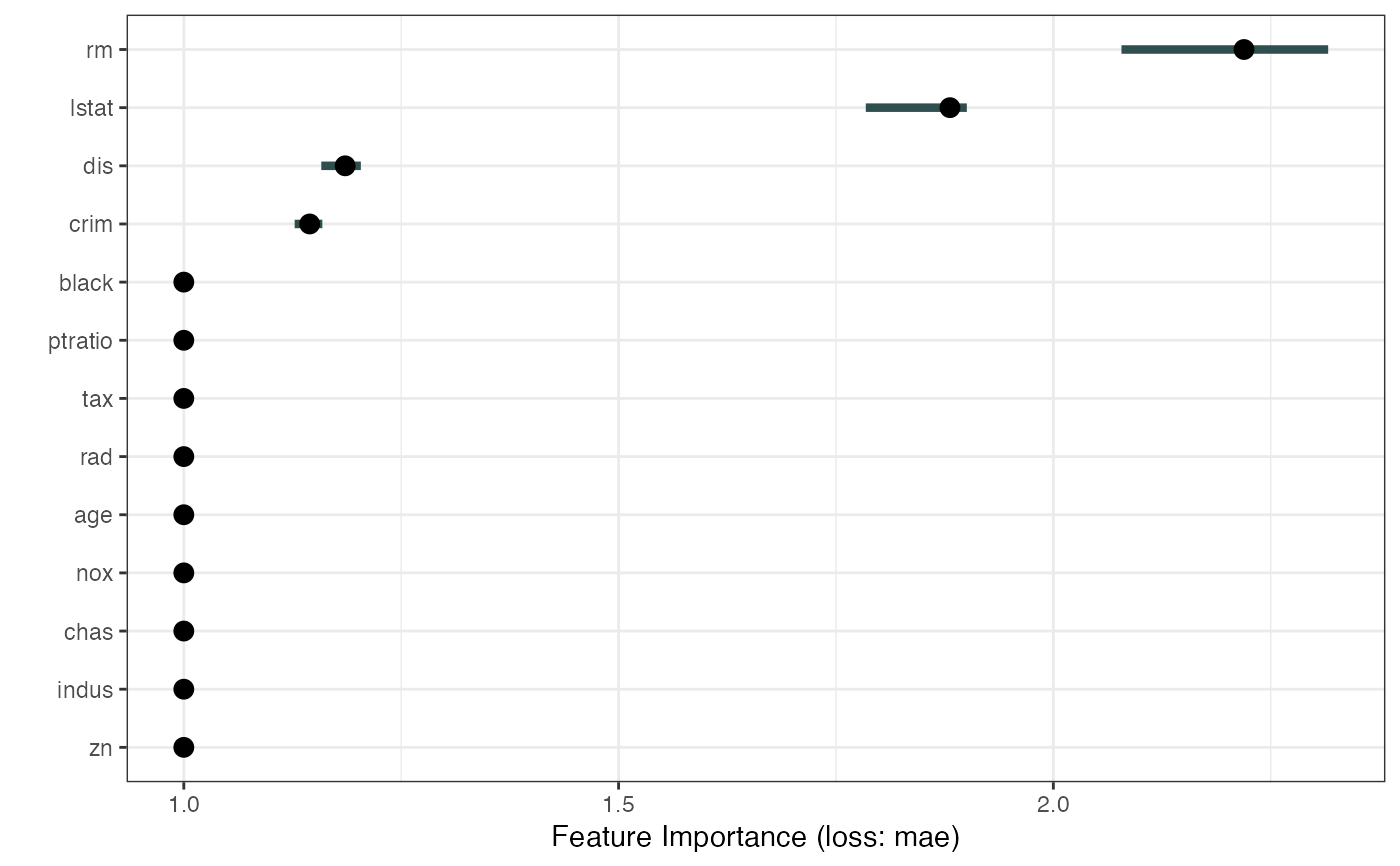 rm
lstat
dis
crim
black
ptratio
tax
rad
age
nox
chas
indus
zn
1.0 1.5 2.0
Feature Importance (loss: mae)